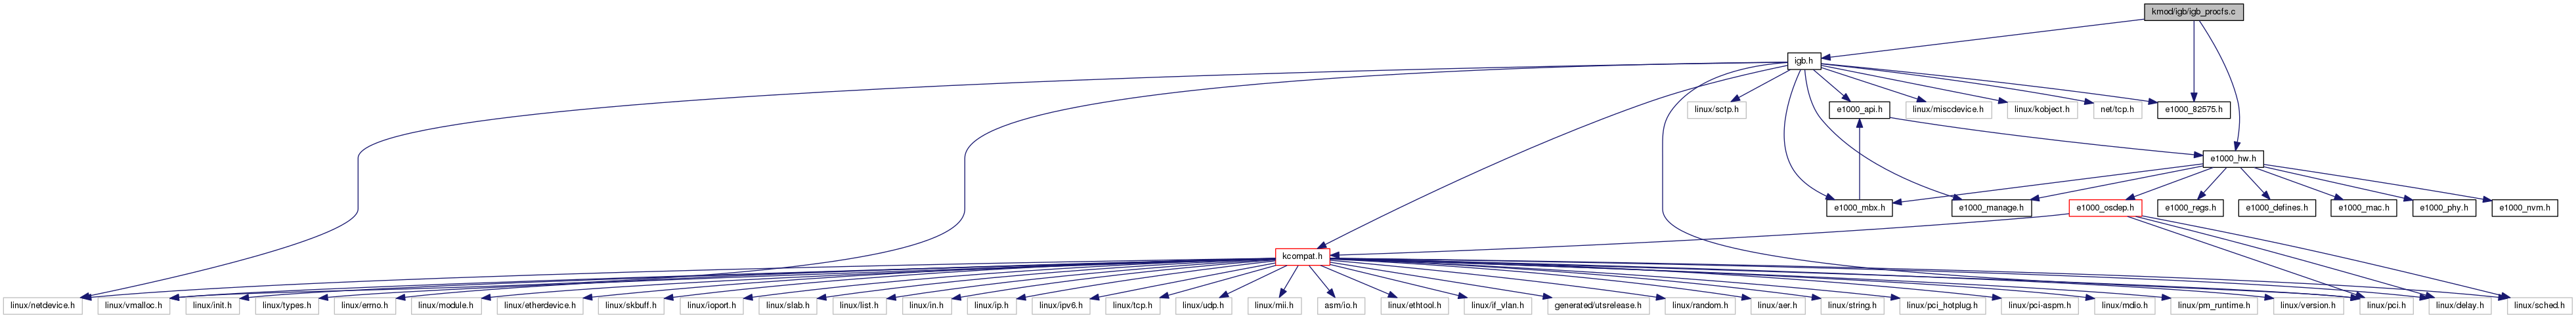 kmod/igb/igb_procfs.c
igb.h
linux/sctp.h
e1000_api.h
linux/miscdevice.h
linux/kobject.h
net/tcp.h
e1000_82575.h
e1000_hw.h
e1000_mbx.h
e1000_manage.h
e1000_osdep.h
e1000_regs.h
e1000_defines.h
e1000_mac.h
e1000_phy.h
e1000_nvm.h
kcompat.h
linux/netdevice.h
linux/vmalloc.h
linux/init.h
linux/types.h
linux/errno.h
linux/module.h
linux/etherdevice.h
linux/skbuff.h
linux/ioport.h
linux/slab.h
linux/list.h
linux/in.h
linux/ip.h
linux/ipv6.h
linux/tcp.h
linux/udp.h
linux/mii.h
asm/io.h
linux/ethtool.h
linux/if_vlan.h
generated/utsrelease.h
linux/random.h
linux/aer.h
linux/string.h
linux/pci_hotplug.h
linux/pci-aspm.h
linux/mdio.h
linux/pm_runtime.h
linux/version.h
linux/pci.h
linux/delay.h
linux/sched.h